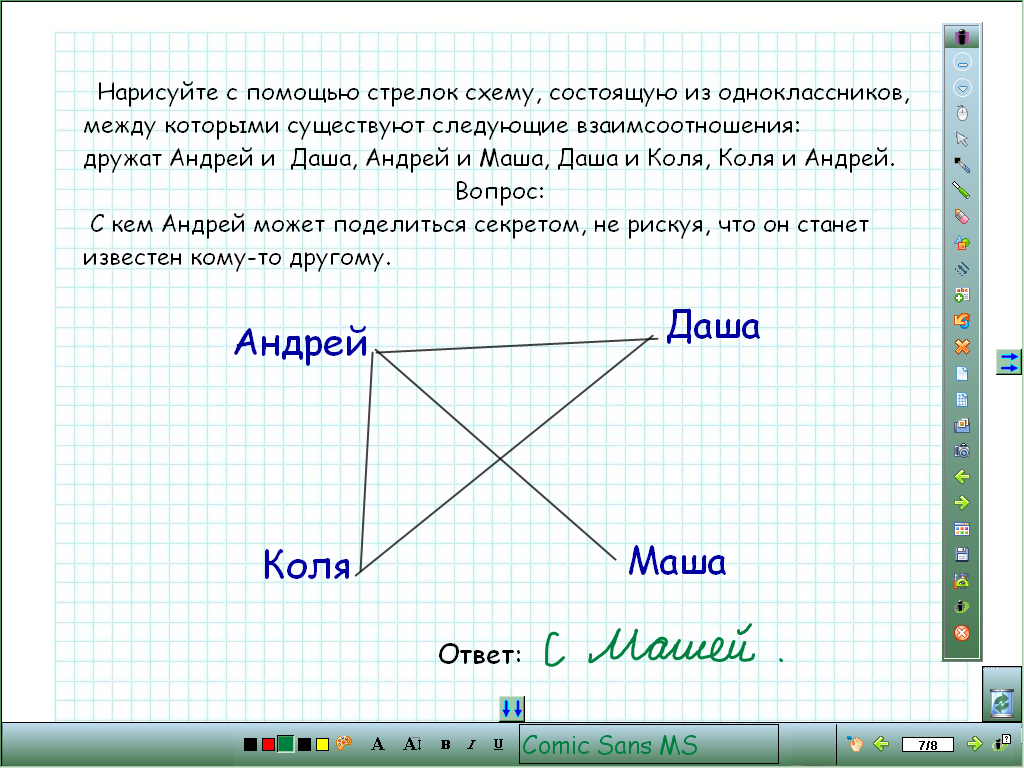 Нарисуйте с помощью стрелок схему, состоящую из одноклассников,
между которыми существуют следующие взаимсоотношения:
дружат Андрей и Даша, Андрей и Маша, Даша и Коля, Коля и Андрей.
Вопрос:
С кем Андрей может поделиться секретом, не рискуя, что он станет
известен кому-то другому.
Андрей
Даша
Коля
Маша
Ответ: С Машей .
A A B I U Comic Sans MS 7/8